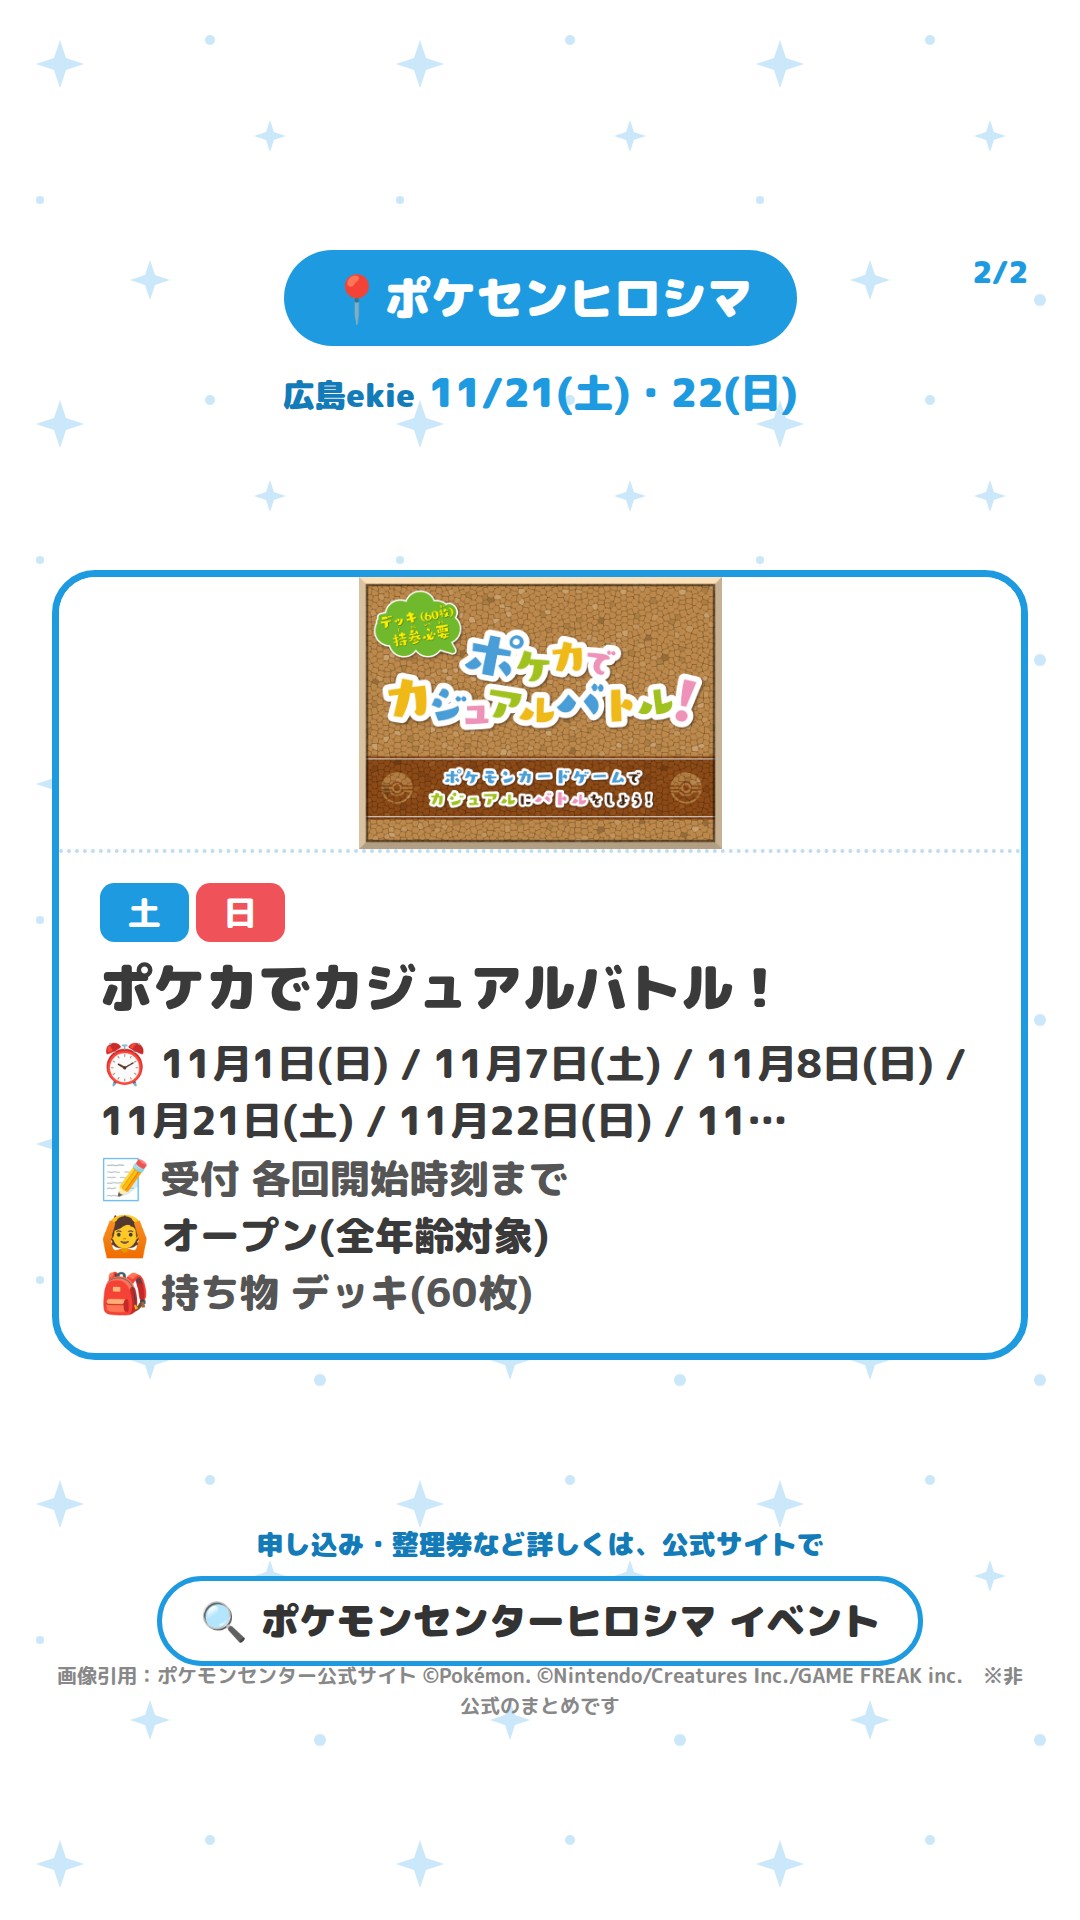 📍ポケセンヒロシマ
2/2
広島ekie 11/21(土)・22(日)
デッキ(60枚)
持参必要
ポケカで
カジュアルバトル!
ポケモンカードゲームで
カジュアルにバトルをしよう!
土 日
ポケカでカジュアルバトル！
⏰ 11月1日(日) / 11月7日(土) / 11月8日(日) /
11月21日(土) / 11月22日(日) / 11…
📝 受付 各回開始時刻まで
🙆 オープン(全年齢対象)
🎒 持ち物 デッキ(60枚)
申し込み・整理券など詳しくは、公式サイトで
🔍 ポケモンセンターヒロシマ イベント
画像引用：ポケモンセンター公式サイト ©Pokémon. ©Nintendo/Creatures Inc./GAME FREAK inc.　※非
公式のまとめです